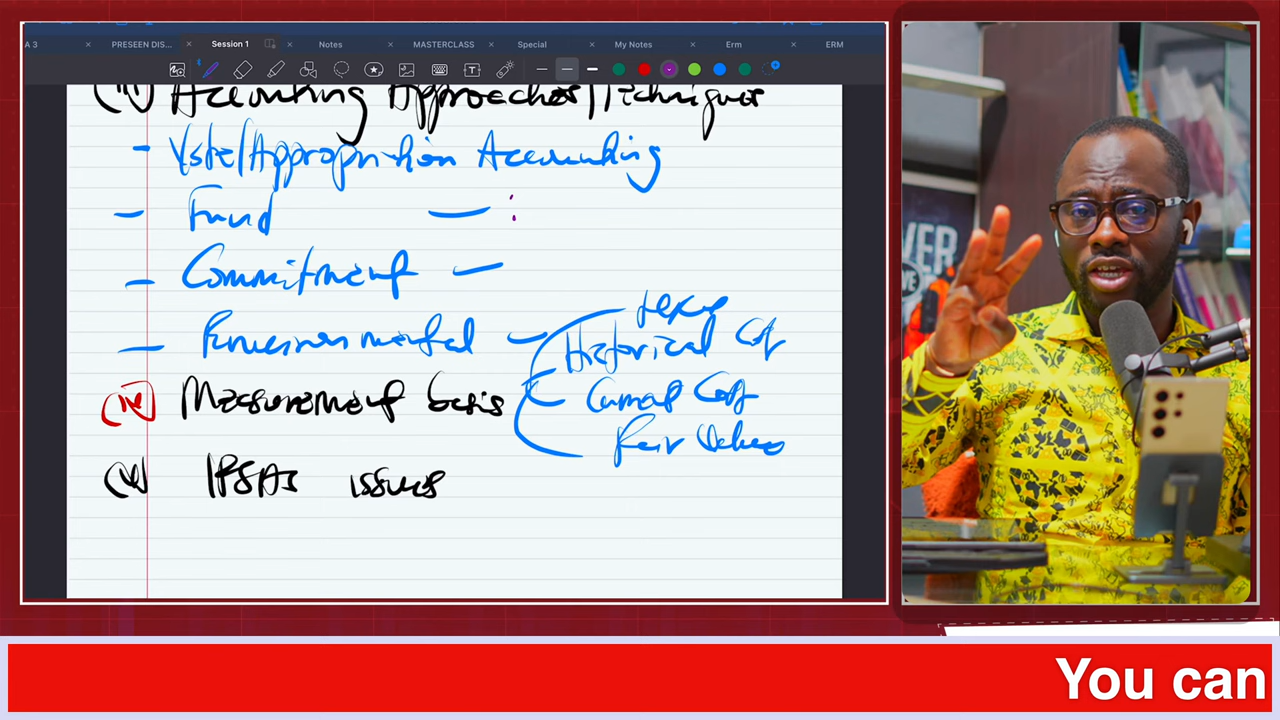 A 3
PRESEEN DIS...
Session 1
Notes
MASTERCLASS
Special
My Notes
Erm
ERM
T
(iii) Accounting Approaches/Techniques
- Vote/Appropriation Accounting
- Fund — :
- Commitment —
- —
Historical Cost
(iv) Measurement basis
Current Cost
Fair Value
(v) IPSAS issues
You can